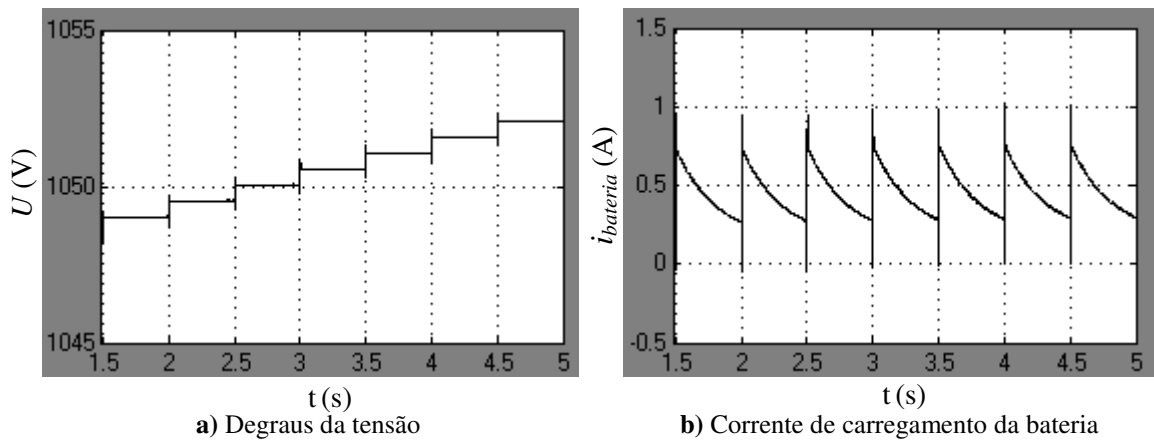 1055
1050
1045
U (V)
1.5 2 2.5 3 3.5 4 4.5 5
t (s)
a) Degraus da tensão
1.5
1
0.5
0
-0.5
i_bateria (A)
1.5 2 2.5 3 3.5 4 4.5 5
t (s)
b) Corrente de carregamento da bateria